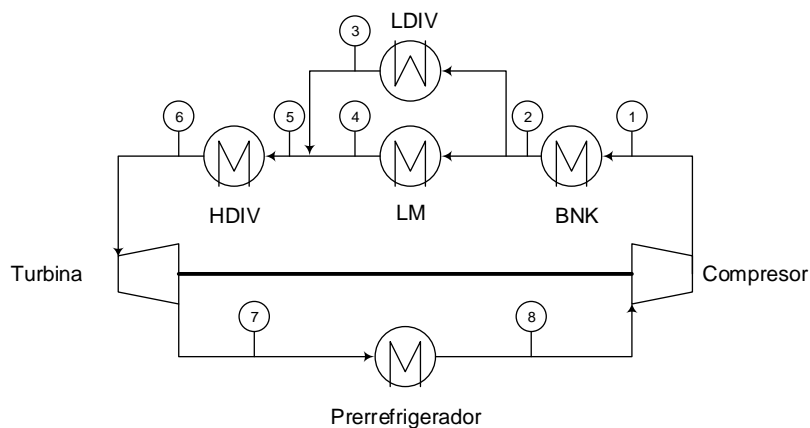 3
LDIV
6
5
4
2
1
HDIV
LM
BNK
Turbina
Compresor
7
8
Prerrefrigerador